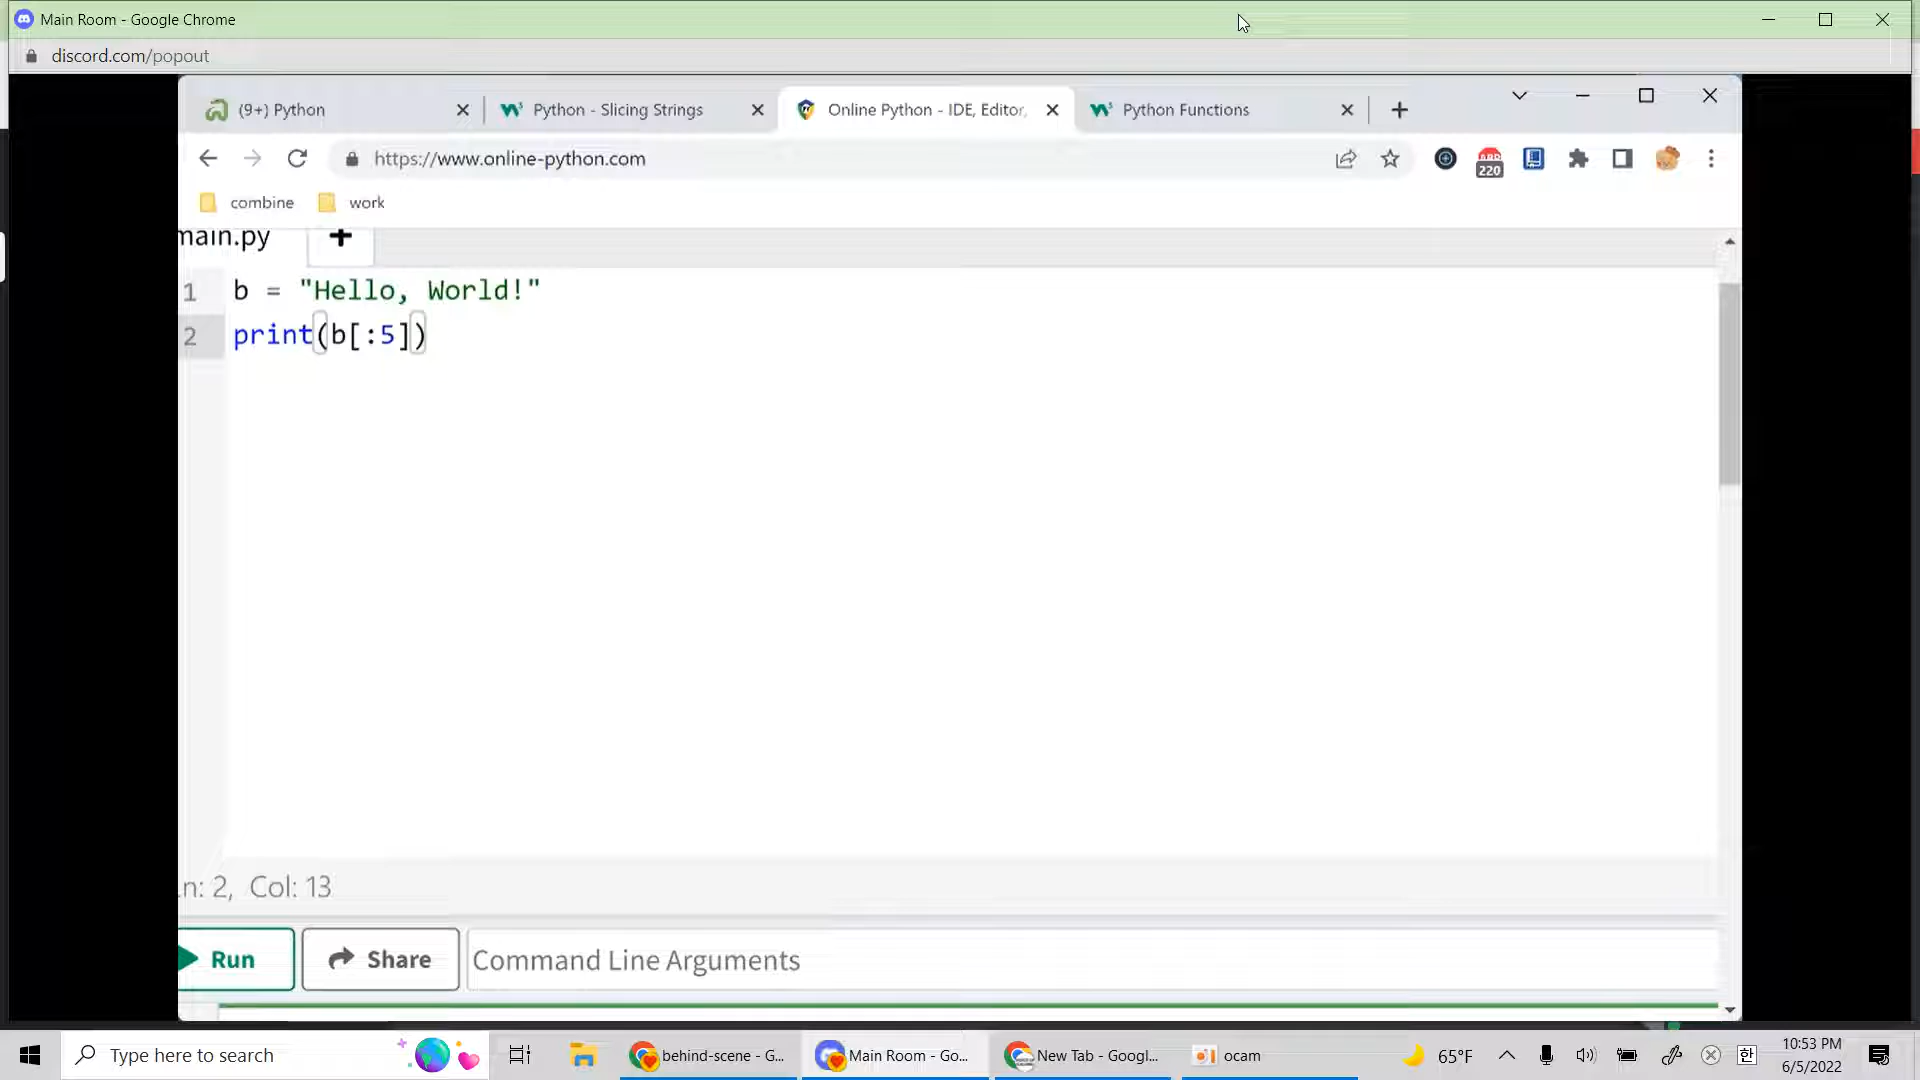 Main Room - Google Chrome
discord.com/popout
(9+) Python
Python - Slicing Strings
Online Python - IDE, Editor,
Python Functions
https://www.online-python.com
220
combine
work
main.py
1 b = "Hello, World!"
2 print(b[:5])
Ln: 2, Col: 13
Run
Share
Command Line Arguments
Type here to search
behind-scene - G...
Main Room - Go...
New Tab - Googl...
ocam
65°F
한
10:53 PM
6/5/2022